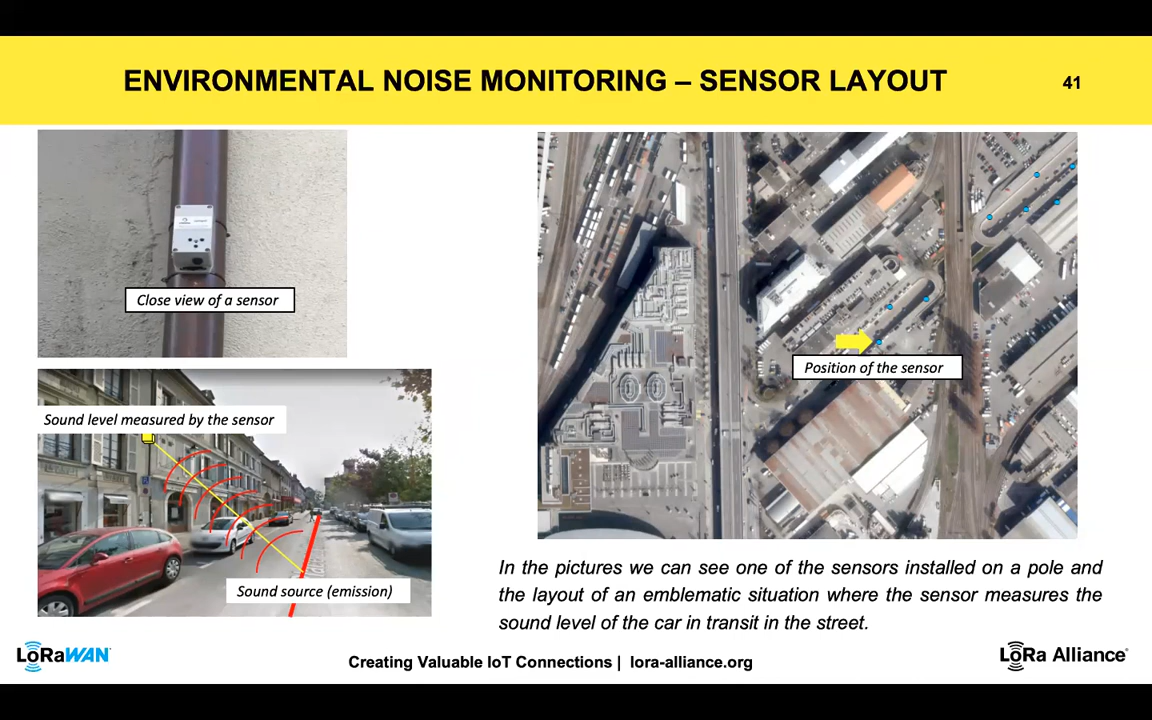 ENVIRONMENTAL NOISE MONITORING – SENSOR LAYOUT
41
Close view of a sensor
Sound level measured by the sensor
Sound source (emission)
Position of the sensor
In the pictures we can see one of the sensors installed on a pole and
the layout of an emblematic situation where the sensor measures the
sound level of the car in transit in the street.
LoRaWAN
Creating Valuable IoT Connections | lora-alliance.org
LoRa Alliance